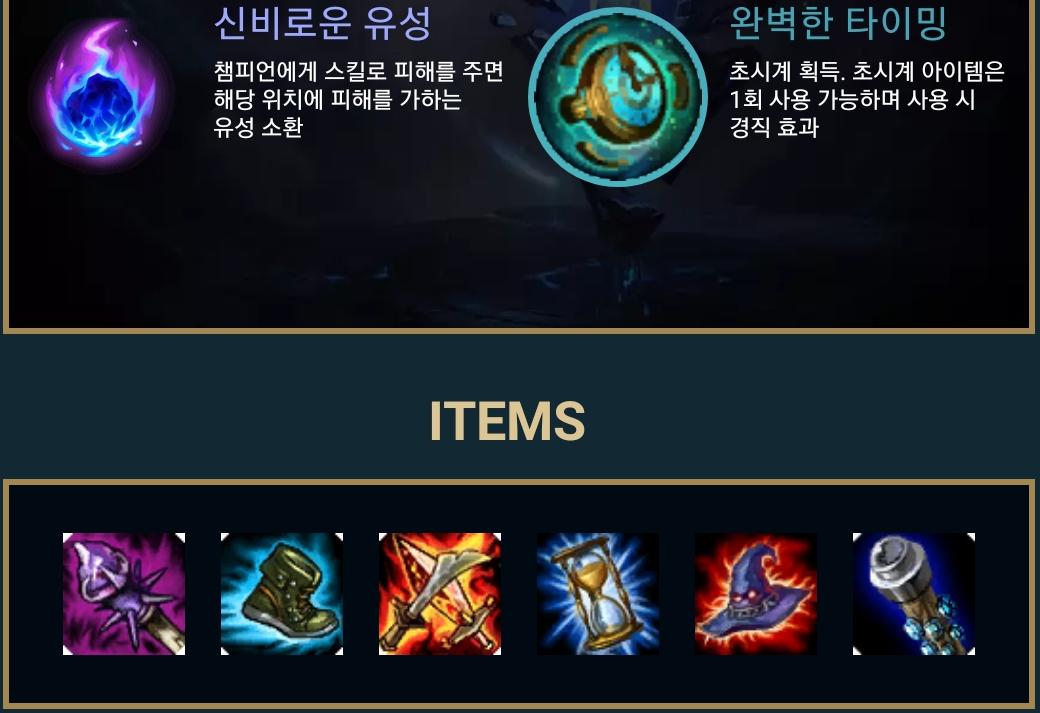 신비로운 유성
챔피언에게 스킬로 피해를 주면
해당 위치에 피해를 가하는
유성 소환
완벽한 타이밍
초시계 획득. 초시계 아이템은
1회 사용 가능하며 사용 시
경직 효과
ITEMS